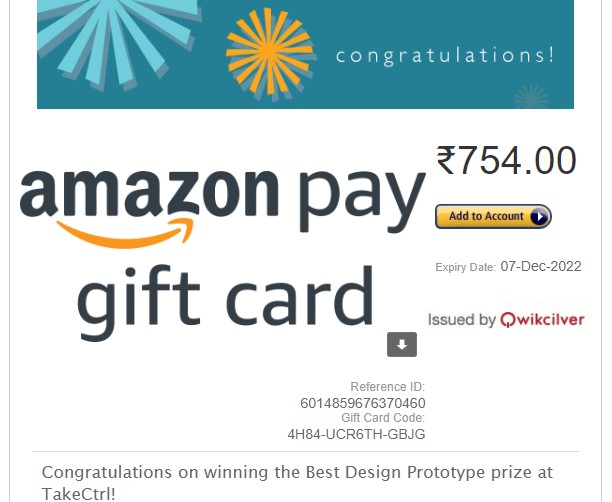 congratulations!
₹754.00
amazon pay
gift card
Add to Account
Expiry Date: 07-Dec-2022
Issued by Qwikcilver
Reference ID:
6014859676370460
Gift Card Code:
4H84-UCR6TH-GBJG
Congratulations on winning the Best Design Prototype prize at
TakeCtrl!